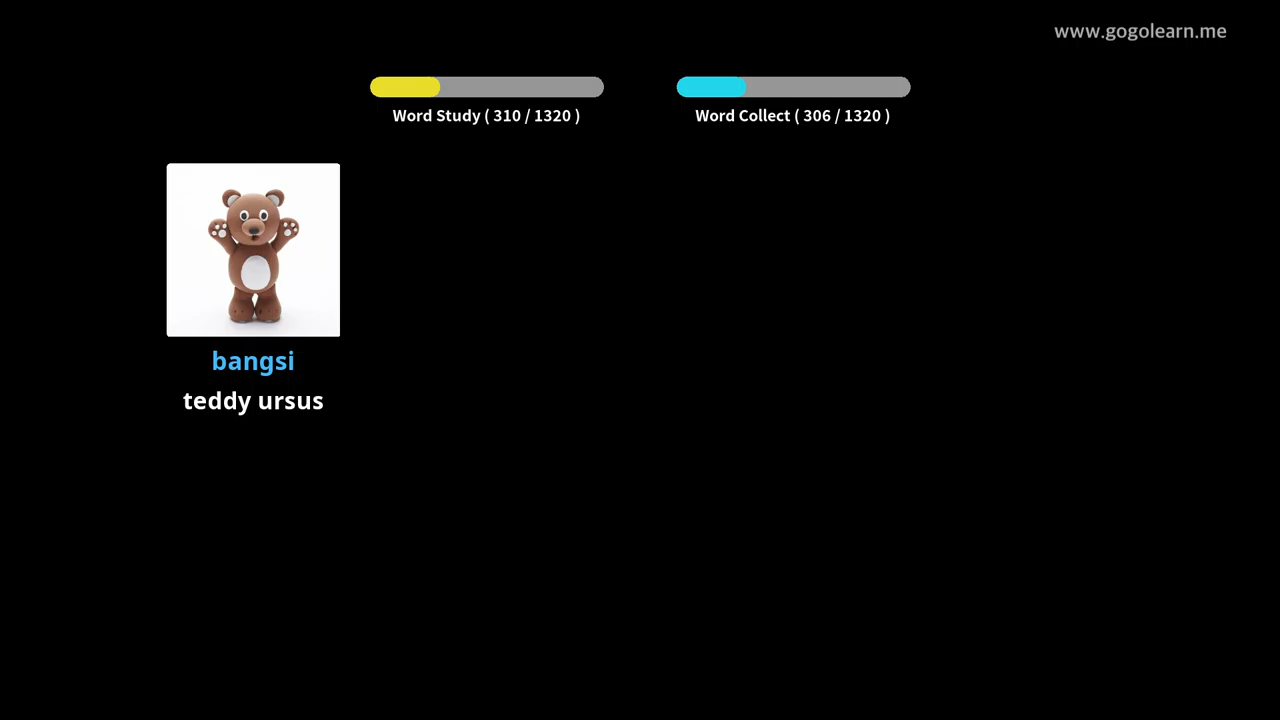 www.gogolearn.me
Word Study ( 310 / 1320 )
Word Collect ( 306 / 1320 )
bangsi
teddy ursus